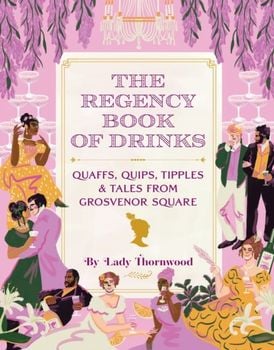 THE
REGENCY
BOOK
OF DRINKS
QUAFFS, QUIPS, TIPPLES
& TALES FROM
GROSVENOR SQUARE
By Lady Thornwood